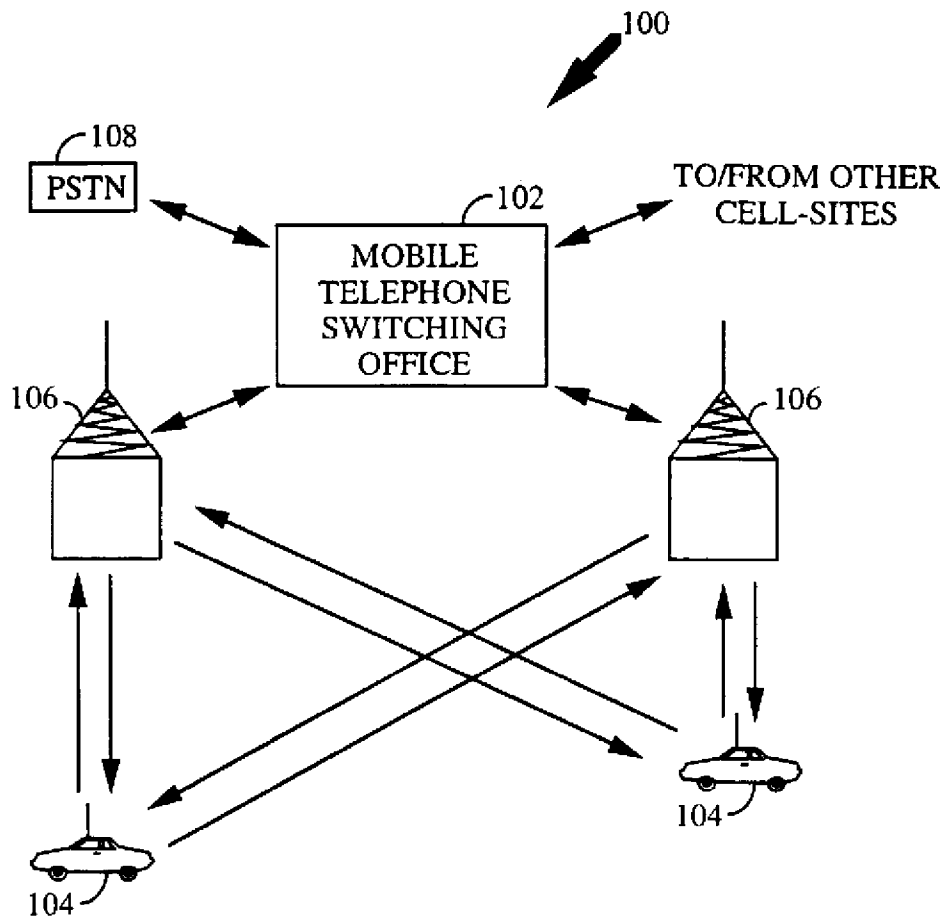 100
108
PSTN
102
TO/FROM OTHER
CELL-SITES
MOBILE
TELEPHONE
SWITCHING
OFFICE
106
106
104
104